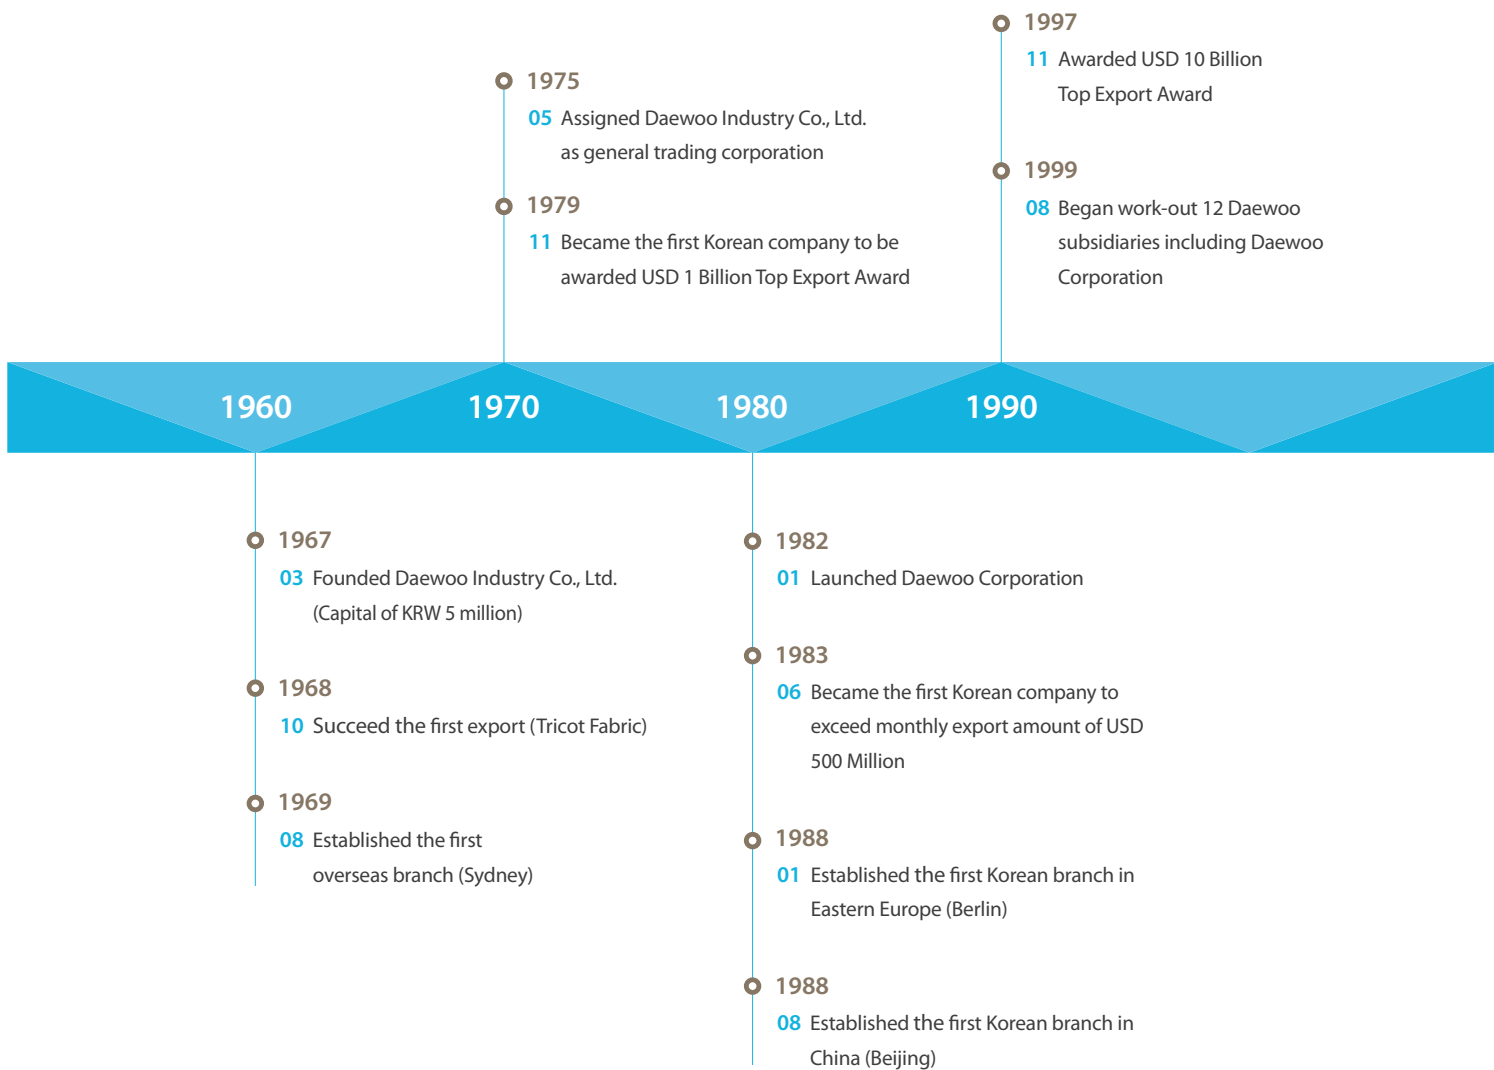 1975
05 Assigned Daewoo Industry Co., Ltd.
as general trading corporation
1979
11 Became the first Korean company to be
awarded USD 1 Billion Top Export Award
1997
11 Awarded USD 10 Billion
Top Export Award
1999
08 Began work-out 12 Daewoo
subsidiaries including Daewoo
Corporation
1960 1970 1980 1990
1967
03 Founded Daewoo Industry Co., Ltd.
(Capital of KRW 5 million)
1968
10 Succeed the first export (Tricot Fabric)
1969
08 Established the first
overseas branch (Sydney)
1982
01 Launched Daewoo Corporation
1983
06 Became the first Korean company to
exceed monthly export amount of USD
500 Million
1988
01 Established the first Korean branch in
Eastern Europe (Berlin)
1988
08 Established the first Korean branch in
China (Beijing)